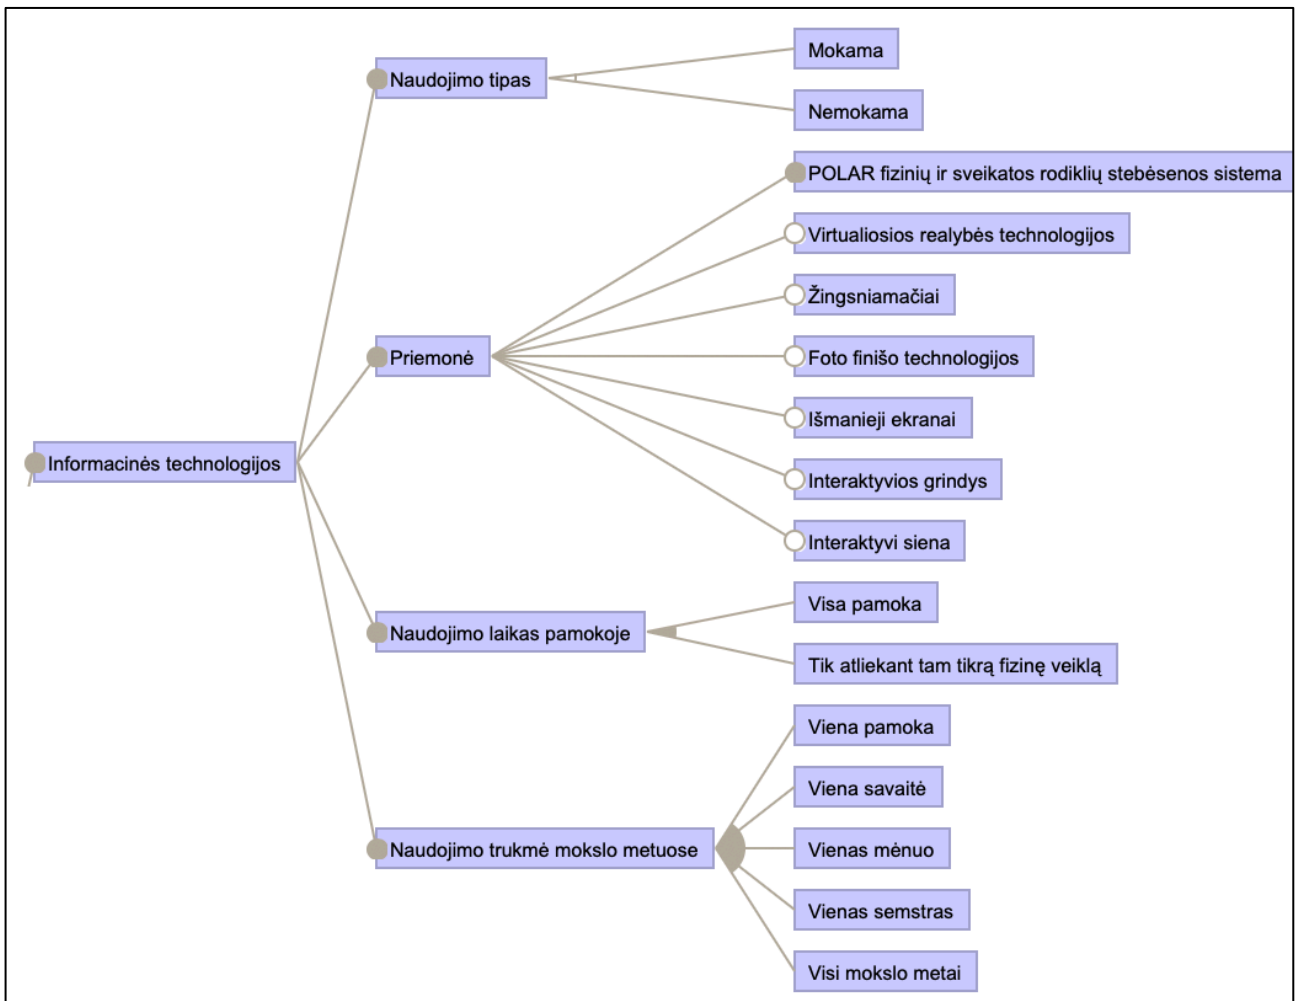 Informacinės technologijos
Naudojimo tipas
Mokama
Nemokama
Priemonė
POLAR fizinių ir sveikatos rodiklių stebėsenos sistema
Virtualiosios realybės technologijos
Žingsniamačiai
Foto finišo technologijos
Išmanieji ekranai
Interaktyvios grindys
Interaktyvi siena
Naudojimo laikas pamokoje
Visa pamoka
Tik atliekant tam tikrą fizinę veiklą
Naudojimo trukmė mokslo metuose
Viena pamoka
Viena savaitė
Vienas mėnuo
Vienas semstras
Visi mokslo metai